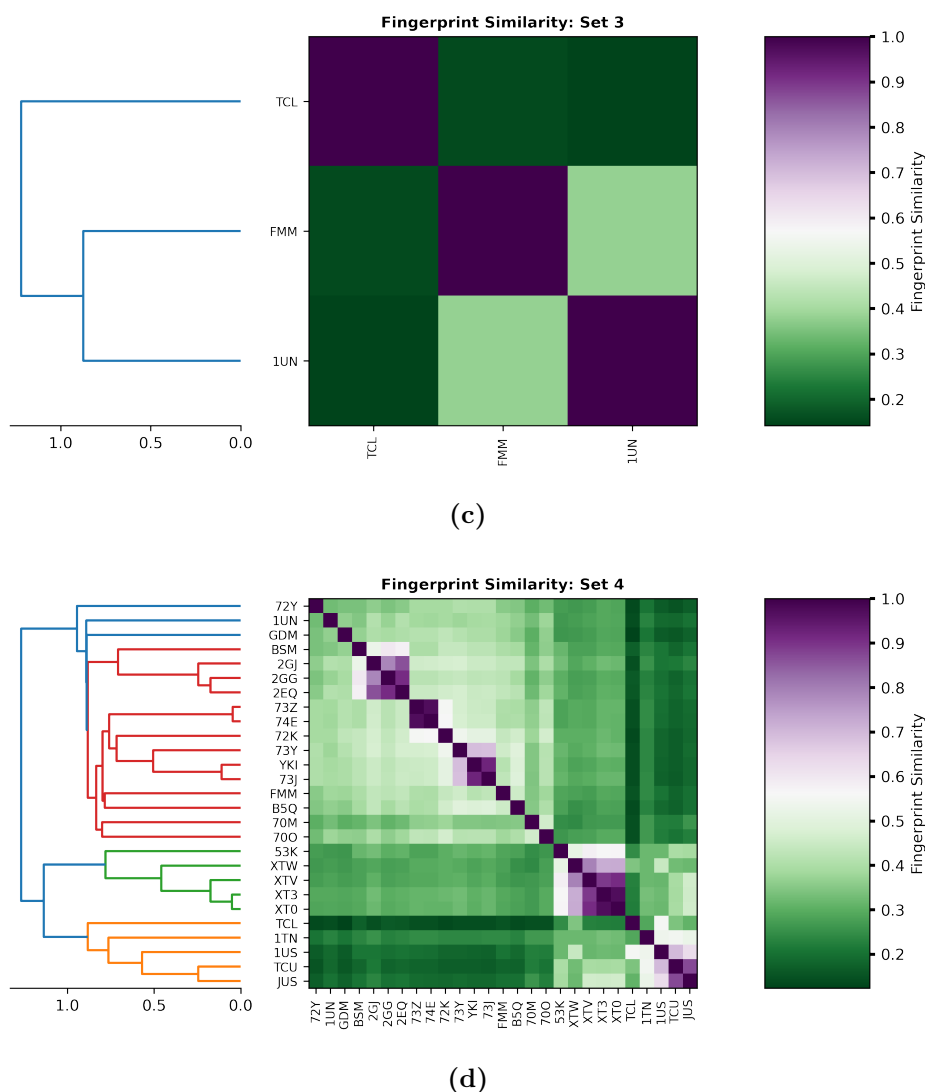 Fingerprint Similarity: Set 3
TCL
FMM
1UN
1.0 0.5 0.0
TCL FMM 1UN
1.0
0.9
0.8
0.7
0.6
0.5
0.4
0.3
0.2
Fingerprint Similarity
(c)
Fingerprint Similarity: Set 4
72Y
1UN
GDM
BSM
2GJ
2GG
2EQ
73Z
74E
72K
73Y
YKI
73J
FMM
B5Q
70M
70O
53K
XTW
XTV
XT3
XT0
TCL
1TN
1US
TCU
JUS
1.0 0.5 0.0
72Y 1UN GDM BSM 2GJ 2GG 2EQ 73Z 74E 72K 73Y YKI 73J FMM B5Q 70M 70O 53K XTW XTV XT3 XT0 TCL 1TN 1US TCU JUS
1.0
0.9
0.8
0.7
0.6
0.5
0.4
0.3
0.2
Fingerprint Similarity
(d)